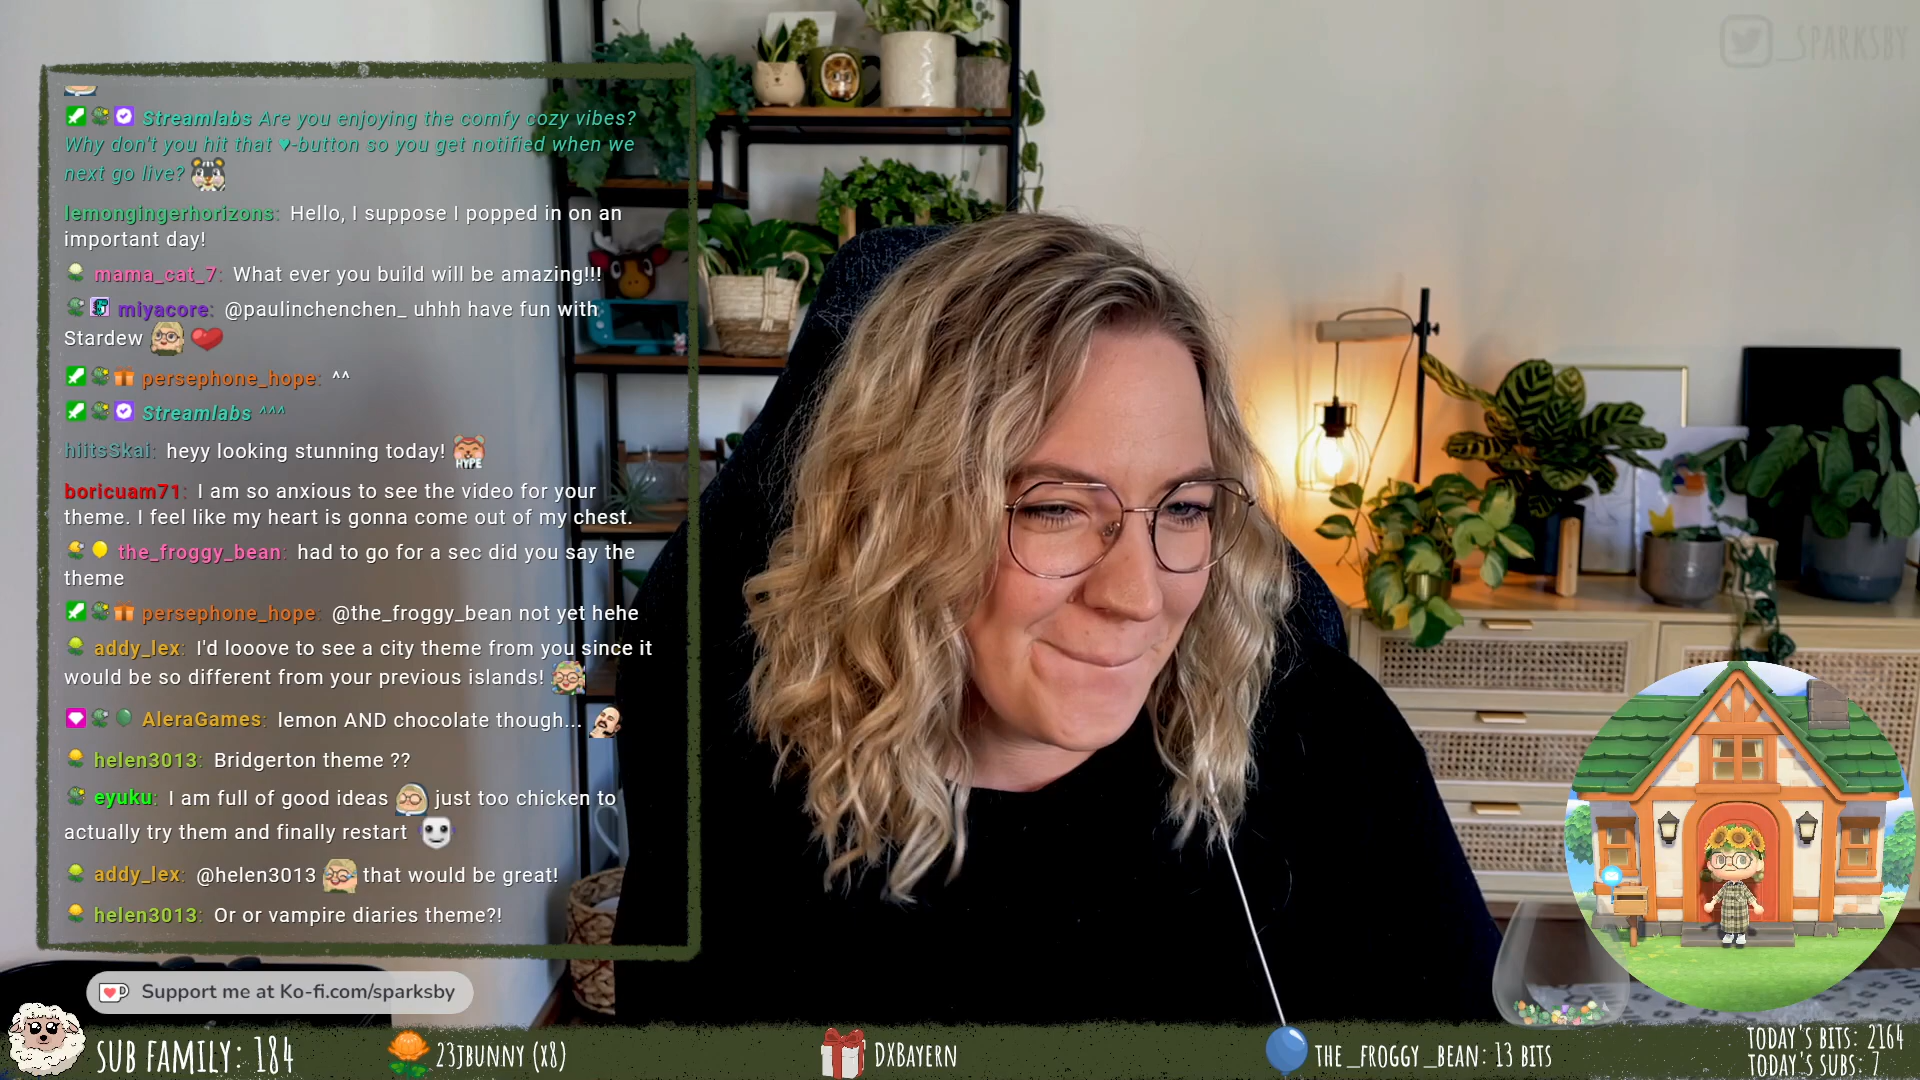 _SPARKSBY
Streamlabs Are you enjoying the comfy cozy vibes?
Why don't you hit that ♥-button so you get notified when we
next go live?
lemongingerhorizons: Hello, I suppose I popped in on an
important day!
mama_cat_7: What ever you build will be amazing!!!
miyacore: @paulinchenchen_ uhhh have fun with
Stardew
persephone_hope: ^^
Streamlabs ^^^
hiitsSkai: heyy looking stunning today!
HYPE
boricuam71: I am so anxious to see the video for your
theme. I feel like my heart is gonna come out of my chest.
the_froggy_bean: had to go for a sec did you say the
theme
persephone_hope: @the_froggy_bean not yet hehe
addy_lex: I'd looove to see a city theme from you since it
would be so different from your previous islands!
AleraGames: lemon AND chocolate though...
helen3013: Bridgerton theme ??
eyuku: I am full of good ideas just too chicken to
actually try them and finally restart
addy_lex: @helen3013 that would be great!
helen3013: Or or vampire diaries theme?!
Support me at Ko-fi.com/sparksby
SUB FAMILY: 184
23JBUNNY (X8)
DXBAYERN
THE_FROGGY_BEAN: 13 BITS
TODAY'S BITS: 2164
TODAY'S SUBS: 7